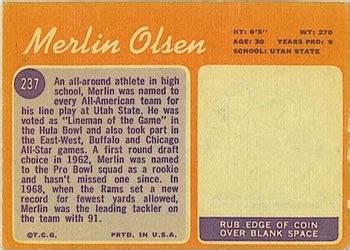 Merlin Olsen
HT: 6'5" WT: 270
AGE: 30 YEARS PRO: 9
SCHOOL: UTAH STATE
237
An all-around athlete in high
school, Merlin was named to
every All-American team for
his line play at Utah State. He
was voted as "Lineman of the Game" in
the Hula Bowl and also took part in
the East-West, Buffalo and Chicago
All-Star games. A first round draft
choice in 1962, Merlin was named
to the Pro Bowl squad as a
rookie and hasn't missed one since. In
1968, when the Rams set a new
record for fewest yards allowed,
Merlin was the leading tackler on
the team with 91.
©T.C.G. PRTD. IN U.S.A.
RUB EDGE OF COIN
OVER BLANK SPACE